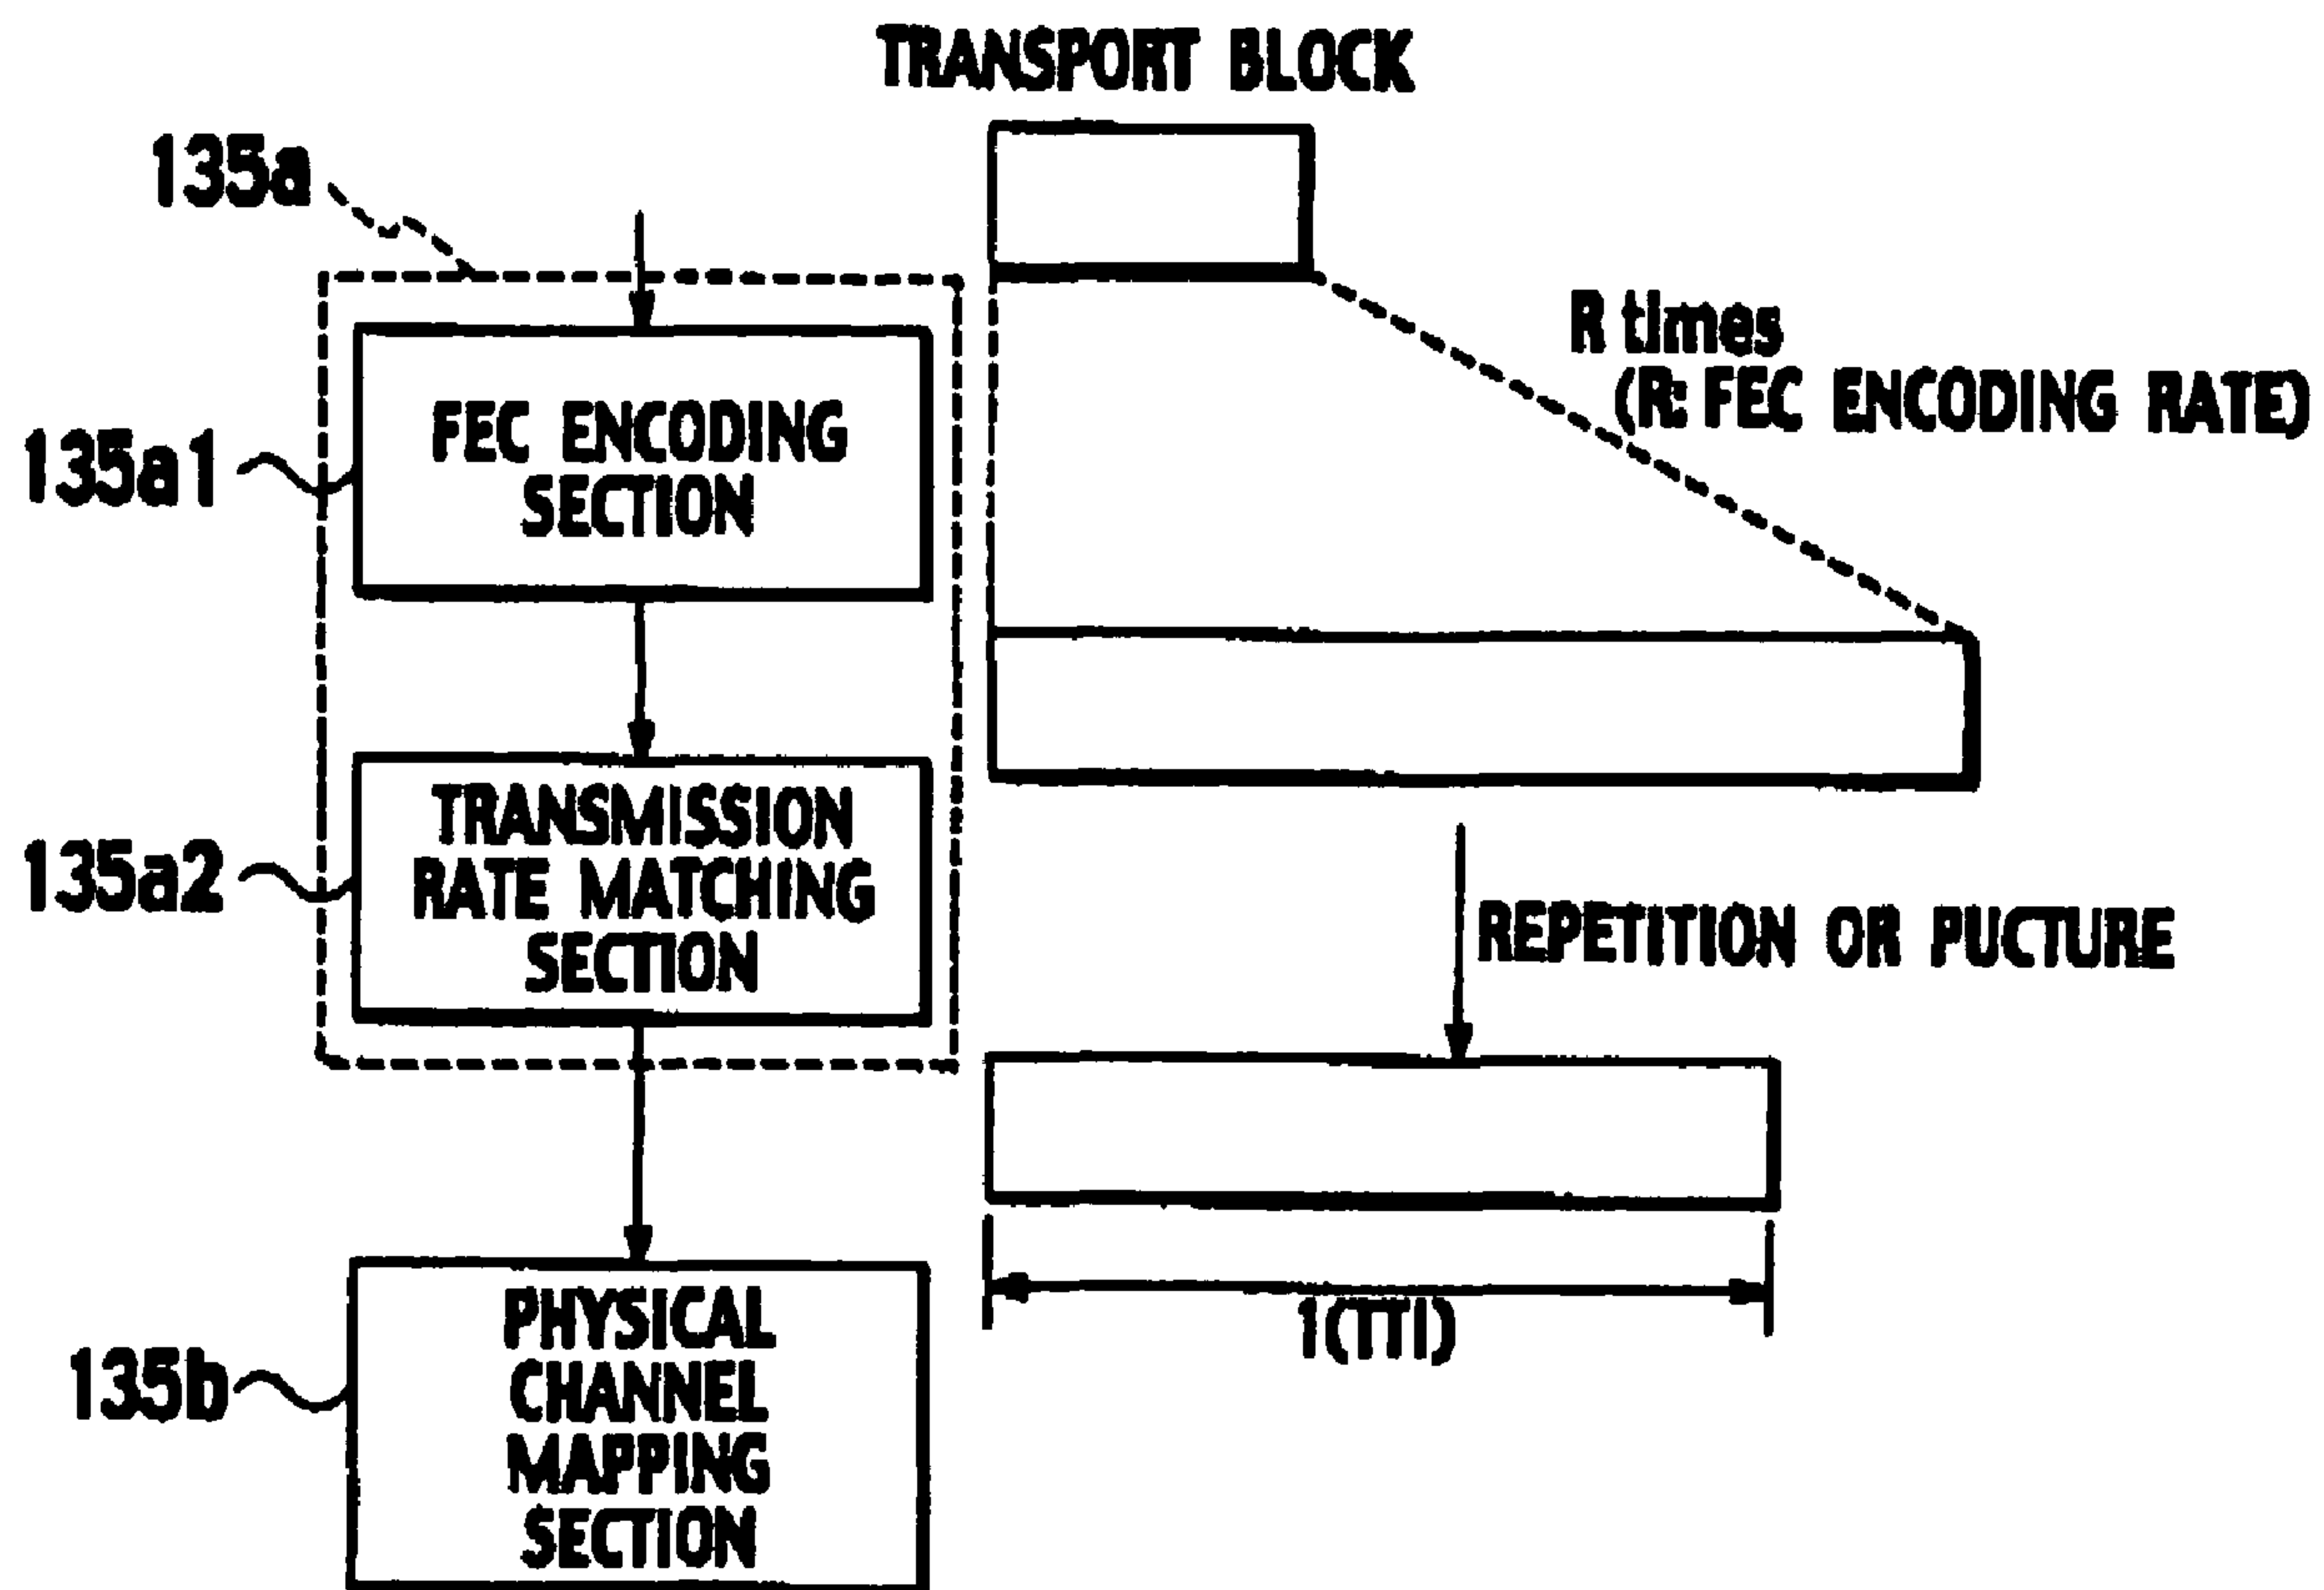 TRANSPORT BLOCK
135a
R times
(R: FEC ENCODING RATE)
135a1
FEC ENCODING
SECTION
135a2
TRANSMISSION
RATE MATCHING
SECTION
REPETITION OR PUCTURE
1(TTI)
135b
PHYSICAL
CHANNEL
MAPPING
SECTION